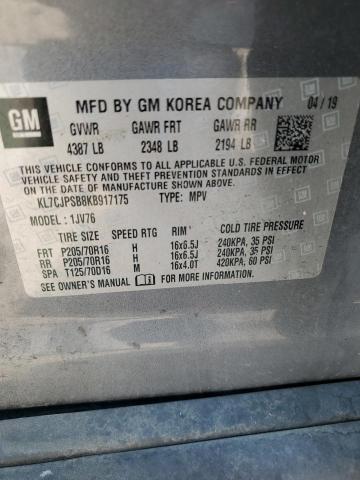 GM
MFD BY GM KOREA COMPANY 04/19
GVWR GAWR FRT GAWR RR
4387 LB 2348 LB 2194 LB
THIS VEHICLE CONFORMS TO ALL APPLICABLE U.S. FEDERAL MOTOR
VEHICLE SAFETY AND THEFT PREVENTION STANDARDS IN EFFECT
ON THE DATE OF MANUFACTURE SHOWN ABOVE.
KL7CJPSB8KB917175 TYPE: MPV
MODEL: 1JV76
TIRE SIZE SPEED RTG RIM COLD TIRE PRESSURE
FRT P205/70R16 H 16x6.5J 240KPA, 35 PSI
RR P205/70R16 H 16x6.5J 240KPA, 35 PSI
SPA T125/70D16 M 16x4.0T 420KPA, 60 PSI
SEE OWNER'S MANUAL FOR MORE INFORMATION.